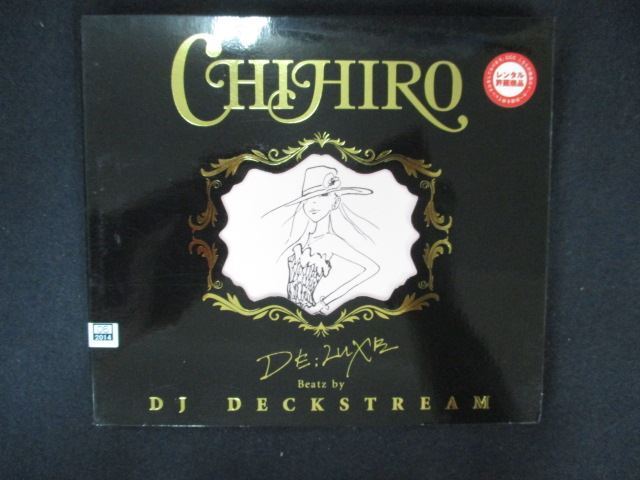 CHIHIRO
レンタル
DE:LUXE
Beatz by
DJ DECKSTREAM
2014